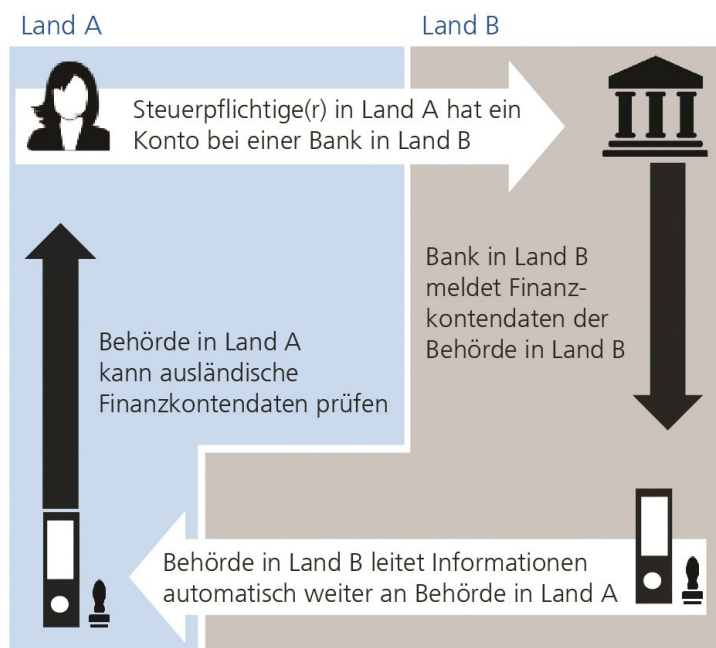 Land A
Land B
Steuerpflichtige(r) in Land A hat ein
Konto bei einer Bank in Land B
Bank in Land B
meldet Finanz-
kontendaten der
Behörde in Land B
Behörde in Land B leitet Informationen
automatisch weiter an Behörde in Land A
Behörde in Land A
kann ausländische
Finanzkontendaten prüfen